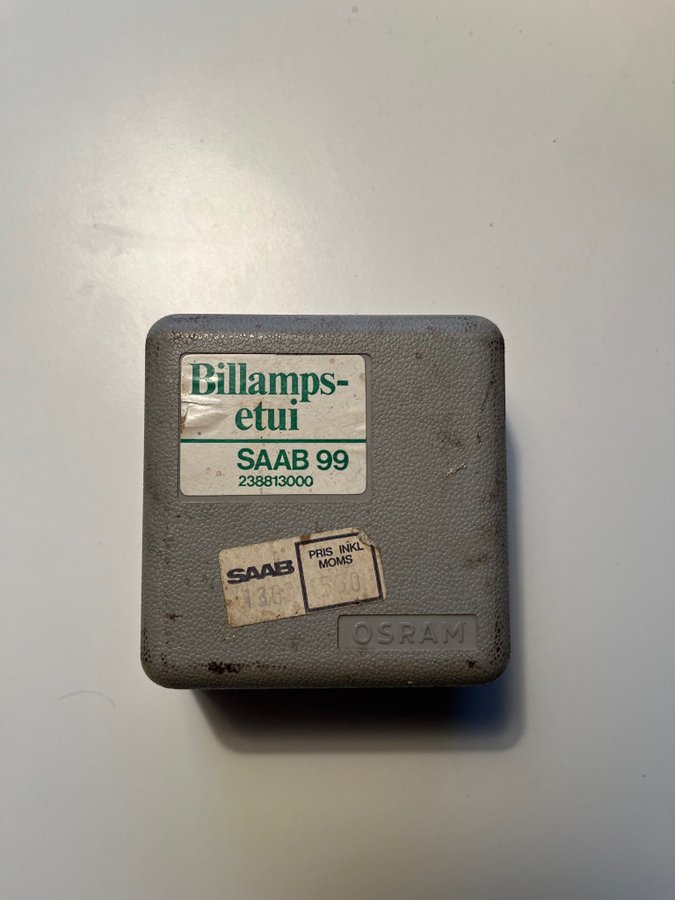 Billamps-
etui
SAAB 99
238813000
SAAB
PRIS INKL
MOMS
OSRAM